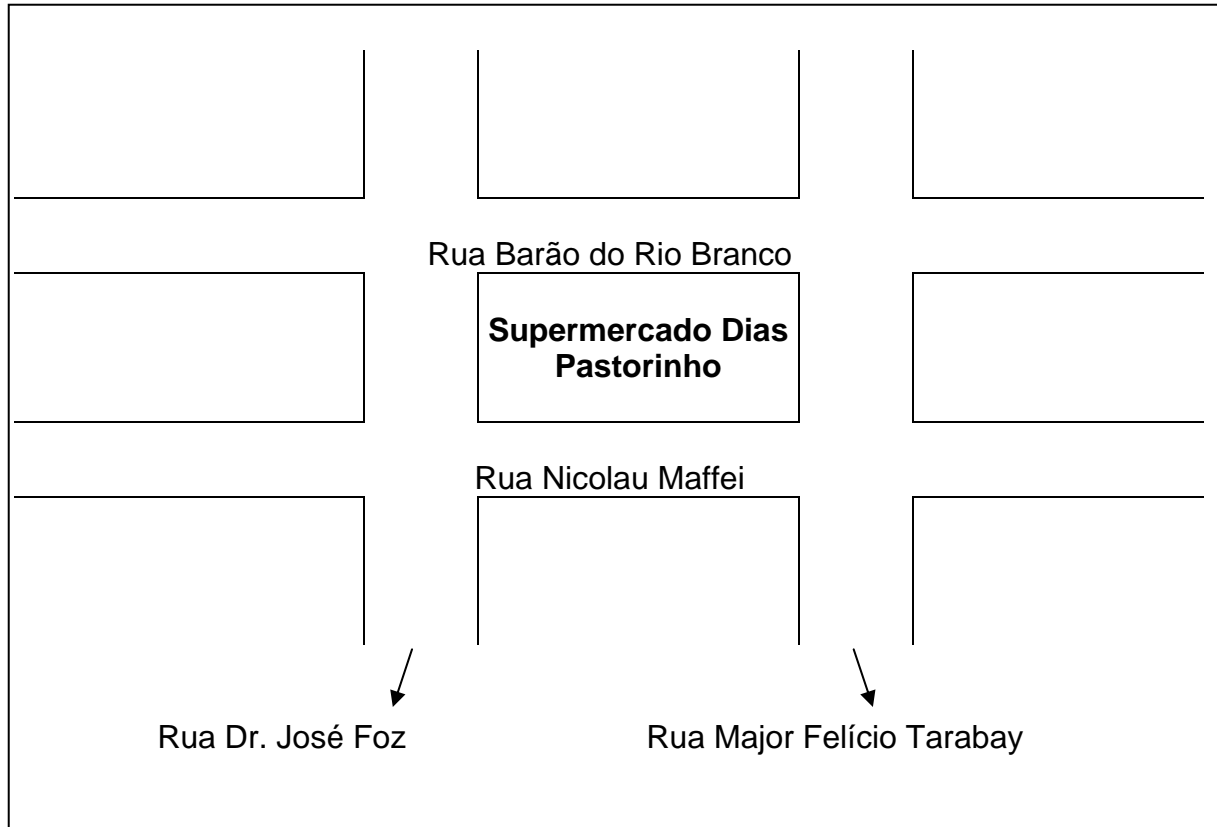 Rua Barão do Rio Branco
Supermercado Dias
Pastorinho
Rua Nicolau Maffei
Rua Dr. José Foz
Rua Major Felício Tarabay